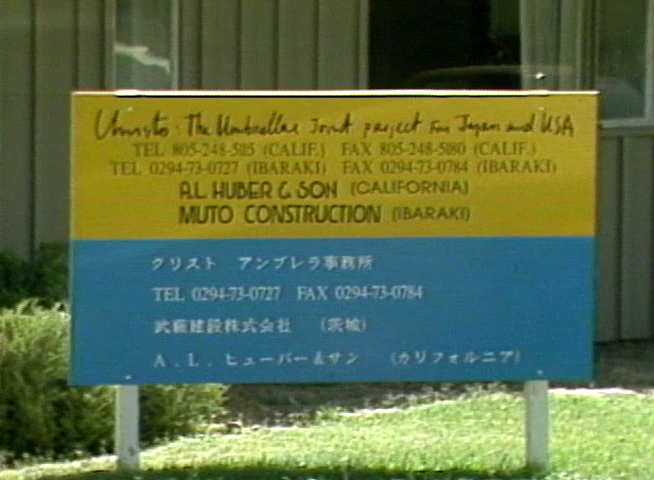 Christo: The Umbrellas Joint project for Japan and USA
TEL 805-248-5115 (CALIF.) FAX 805-248-5180 (CALIF.)
TEL 0294-73-0727 (IBARAKI) FAX 0294-73-0784 (IBARAKI)
A.L. HUBER & SON (CALIFORNIA)
MUTO CONSTRUCTION (IBARAKI)
クリスト アンブレラ事務所
TEL 0294-73-0727 FAX 0294-73-0784
武藤建設株式会社 (茨城)
A.L.ヒューバー&サン (カリフォルニア)